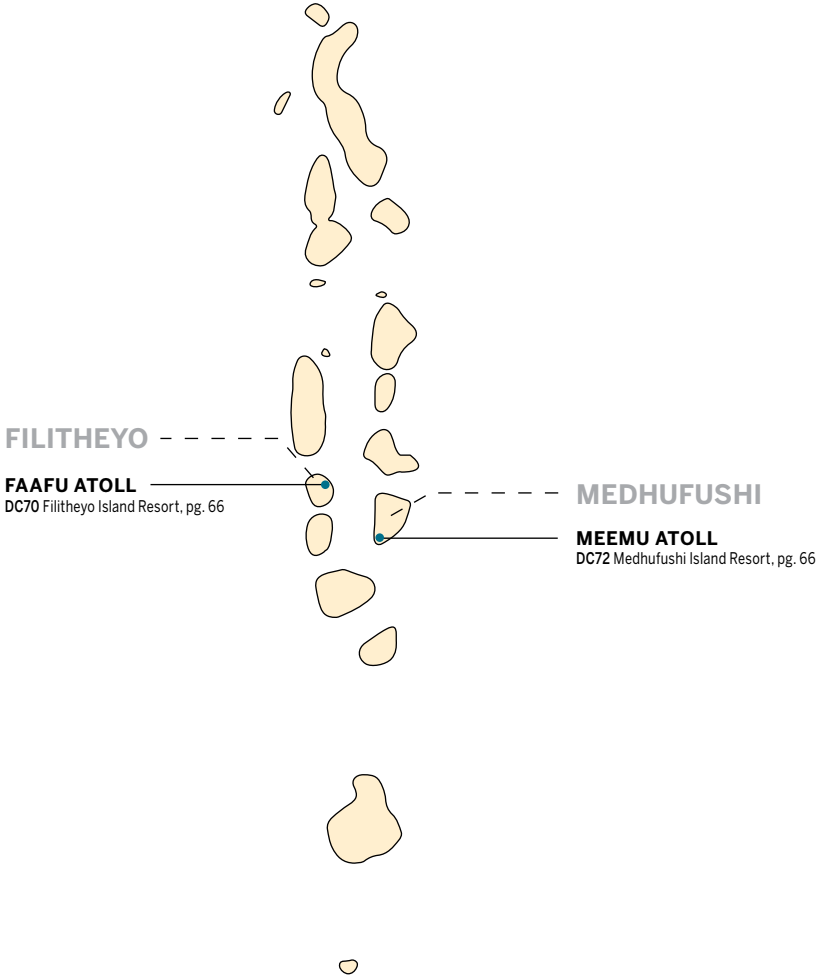 FILITHEYO
FAAFU ATOLL
DC70 Filitheyo Island Resort, pg. 66
MEDHUFUSHI
MEEMU ATOLL
DC72 Medhufushi Island Resort, pg. 66